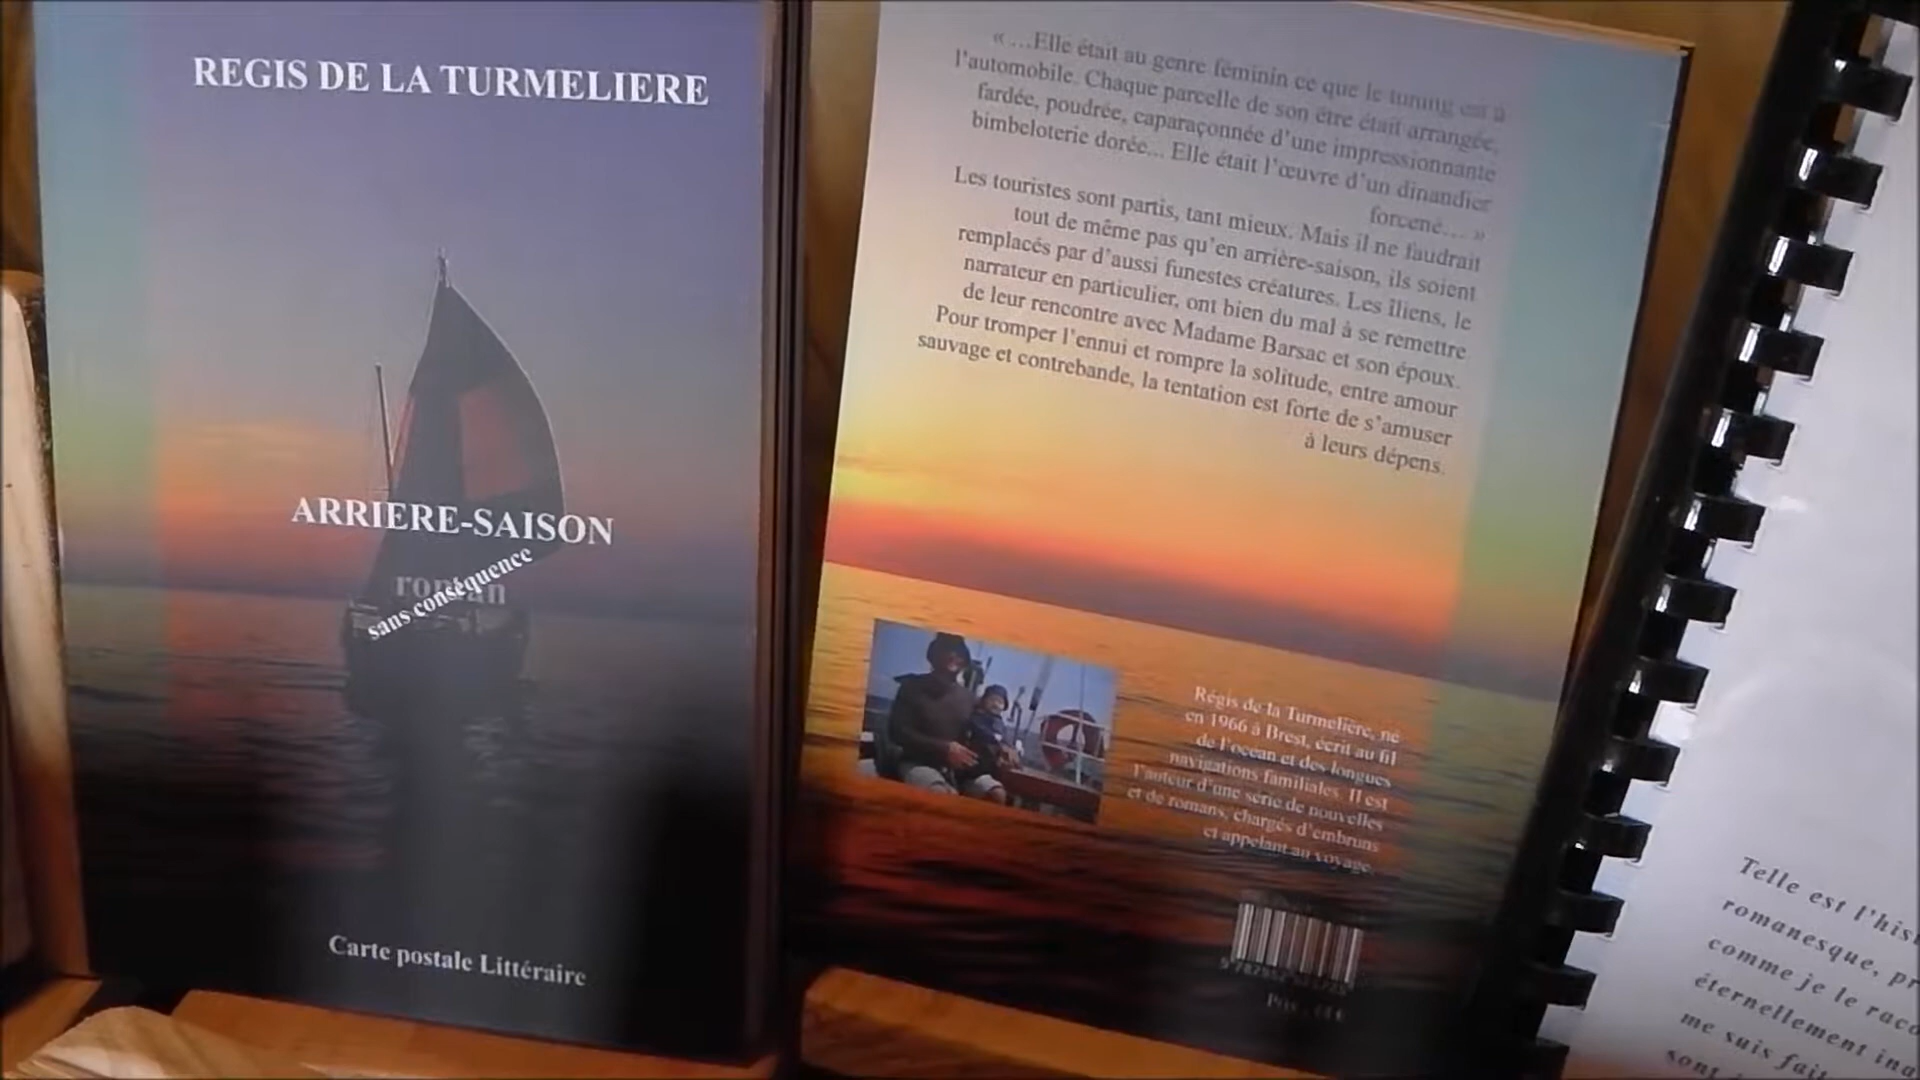 REGIS DE LA TURMELIERE
ARRIERE-SAISON
roman
sans conséquence
Carte postale Littéraire
« …Elle était au genre féminin ce que le tuning est à
l'automobile. Chaque parcelle de son être était arrangée,
fardée, poudrée, caparaçonnée d'une impressionnante
bimbeloterie dorée... Elle était l'œuvre d'un dinandier
forcené... »
Les touristes sont partis, tant mieux. Mais il ne faudrait
tout de même pas qu'en arrière-saison, ils soient
remplacés par d'aussi funestes créatures. Les îliens, le
narrateur en particulier, ont bien du mal à se remettre
de leur rencontre avec Madame Barsac et son époux.
Pour tromper l'ennui et rompre la solitude, entre amour
sauvage et contrebande, la tentation est forte de s'amuser
à leurs dépens.
Régis de la Turmelière, né
en 1966 à Brest, écrit au fil
de l'océan et des longues
navigations familiales. Il est
l'auteur d'une série de nouvelles
et de romans, chargés d'embruns
et appelant au voyage.
Prix :
Telle est l'his
romanesque, pr
comme je le raco
éternellement ina
me suis fait
sont